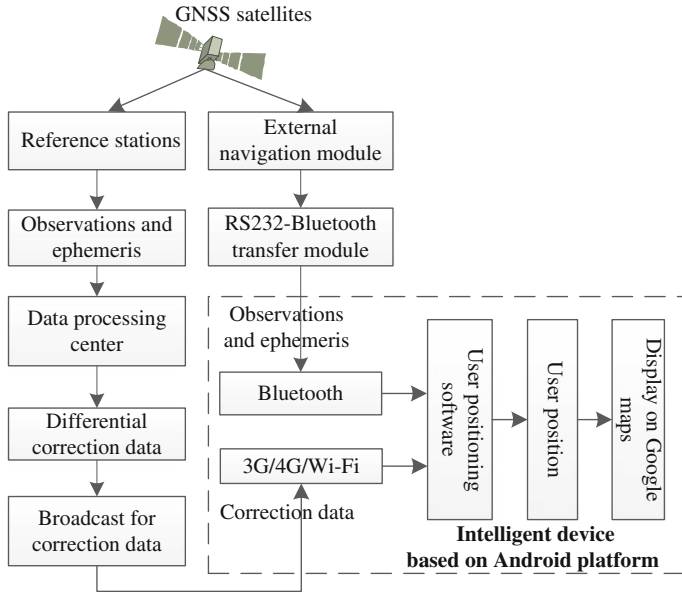 GNSS satellites
Reference stations
External
navigation module
Observations and
ephemeris
RS232-Bluetooth
transfer module
Data processing
center
Differential
correction data
Broadcast for
correction data
Observations
and ephemeris
Bluetooth
3G/4G/Wi-Fi
Correction data
User positioning
software
User position
Display on Google
maps
Intelligent device
based on Android platform